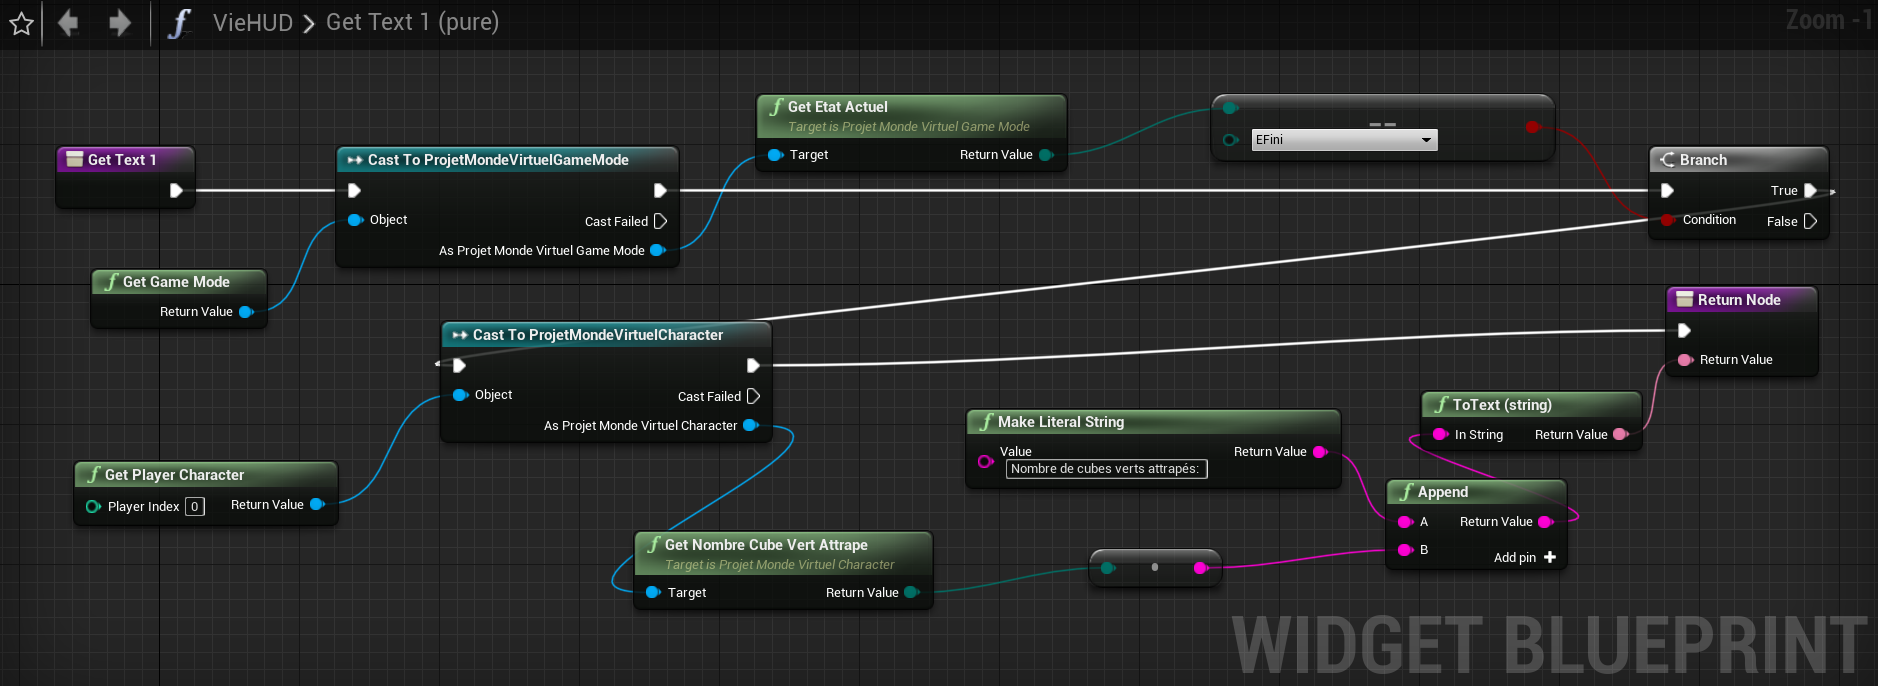 VieHUD > Get Text 1 (pure)
Zoom -1
Get Text 1
Cast To ProjetMondeVirtuelGameMode
Object
Cast Failed
As Projet Monde Virtuel Game Mode
Get Game Mode
Return Value
Get Etat Actuel
Target is Projet Monde Virtuel Game Mode
Target Return Value
==
EFini
Branch
True
Condition False
Cast To ProjetMondeVirtuelCharacter
Object
Cast Failed
As Projet Monde Virtuel Character
Get Player Character
Player Index 0 Return Value
Get Nombre Cube Vert Attrape
Target is Projet Monde Virtuel Character
Target Return Value
Make Literal String
Value Return Value
Nombre de cubes verts attrapés:
Append
A Return Value
B
Add pin +
ToText (string)
In String Return Value
Return Node
Return Value
WIDGET BLUEPRINT